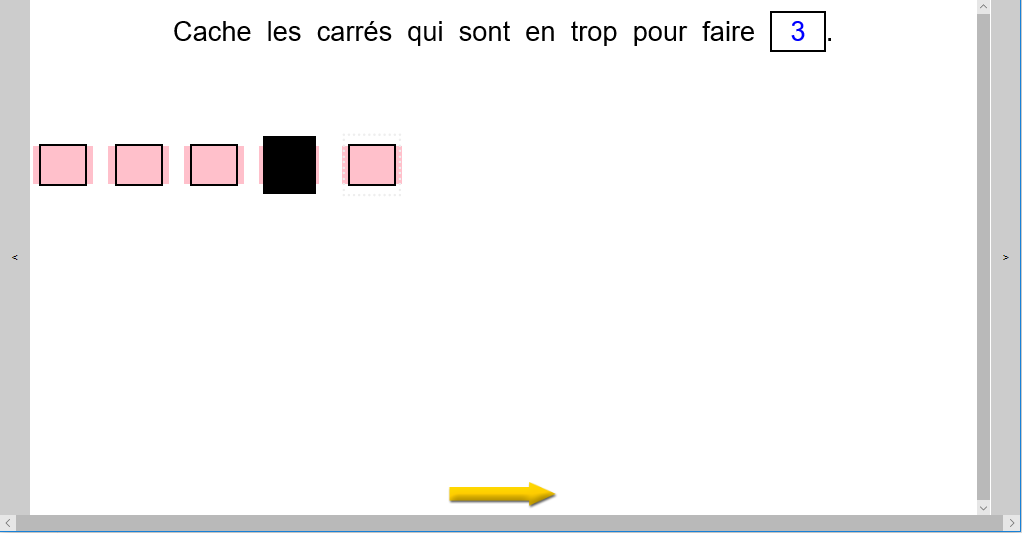 Cache les carrés qui sont en trop pour faire 3.
< >